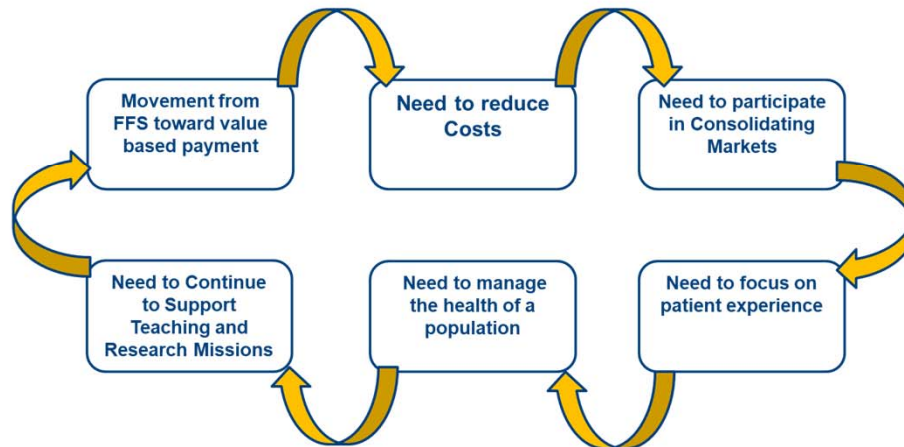 Movement from
FFS toward value
based payment
Need to reduce
Costs
Need to participate
in Consolidating
Markets
Need to Continue
to Support
Teaching and
Research Missions
Need to manage
the health of a
population
Need to focus on
patient experience